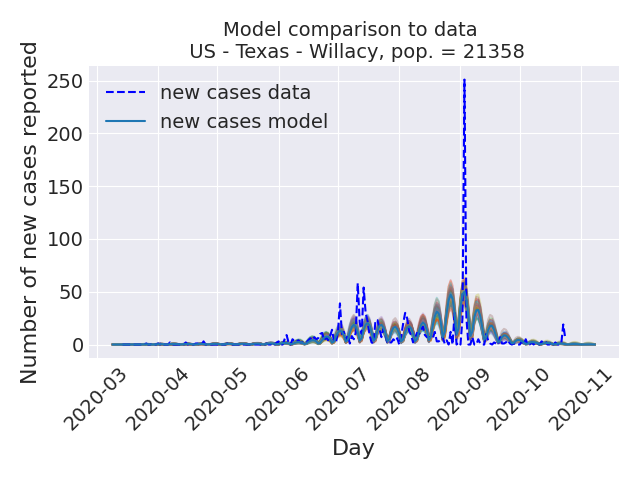 Model comparison to data
US - Texas - Willacy, pop. = 21358
Number of new cases reported
250
200
150
100
50
0
new cases data
new cases model
2020-03
2020-04
2020-05
2020-06
2020-07
2020-08
2020-09
2020-10
2020-11
Day